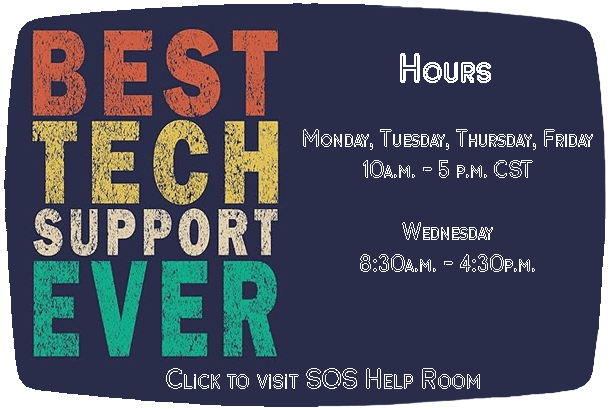 BEST
TECH
SUPPORT
EVER
Hours
Monday, Tuesday, Thursday, Friday
10a.m. - 5 p.m. CST
Wednesday
8:30a.m. - 4:30p.m.
Click to visit SOS Help Room